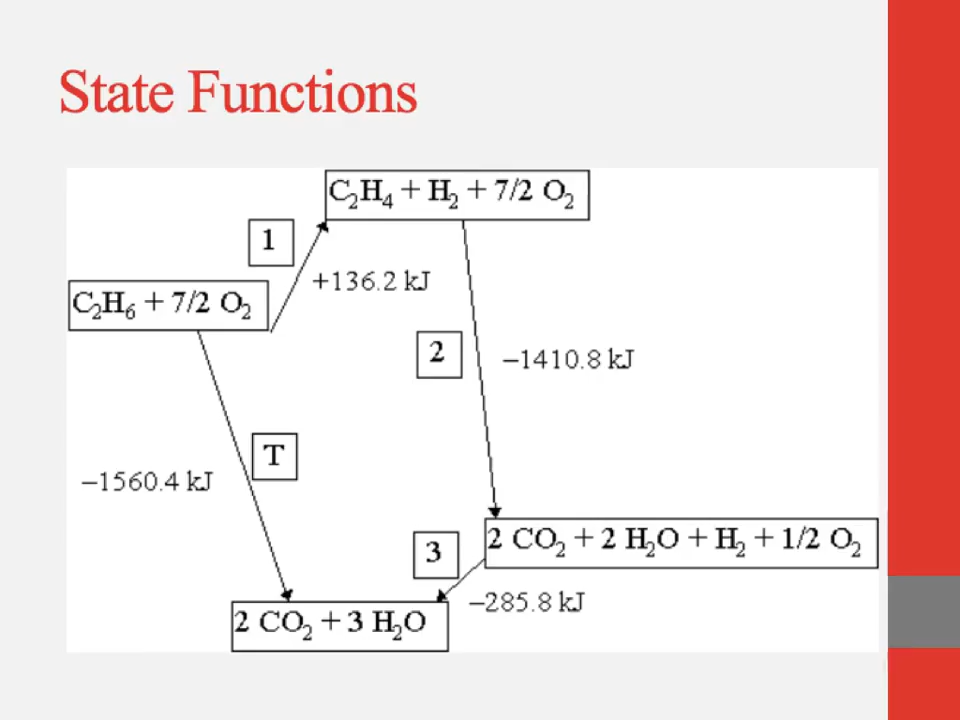 State Functions
C₂H₄ + H₂ + 7/2 O₂
1
+136.2 kJ
C₂H₆ + 7/2 O₂
2
−1410.8 kJ
T
−1560.4 kJ
2 CO₂ + 2 H₂O + H₂ + 1/2 O₂
3
−285.8 kJ
2 CO₂ + 3 H₂O